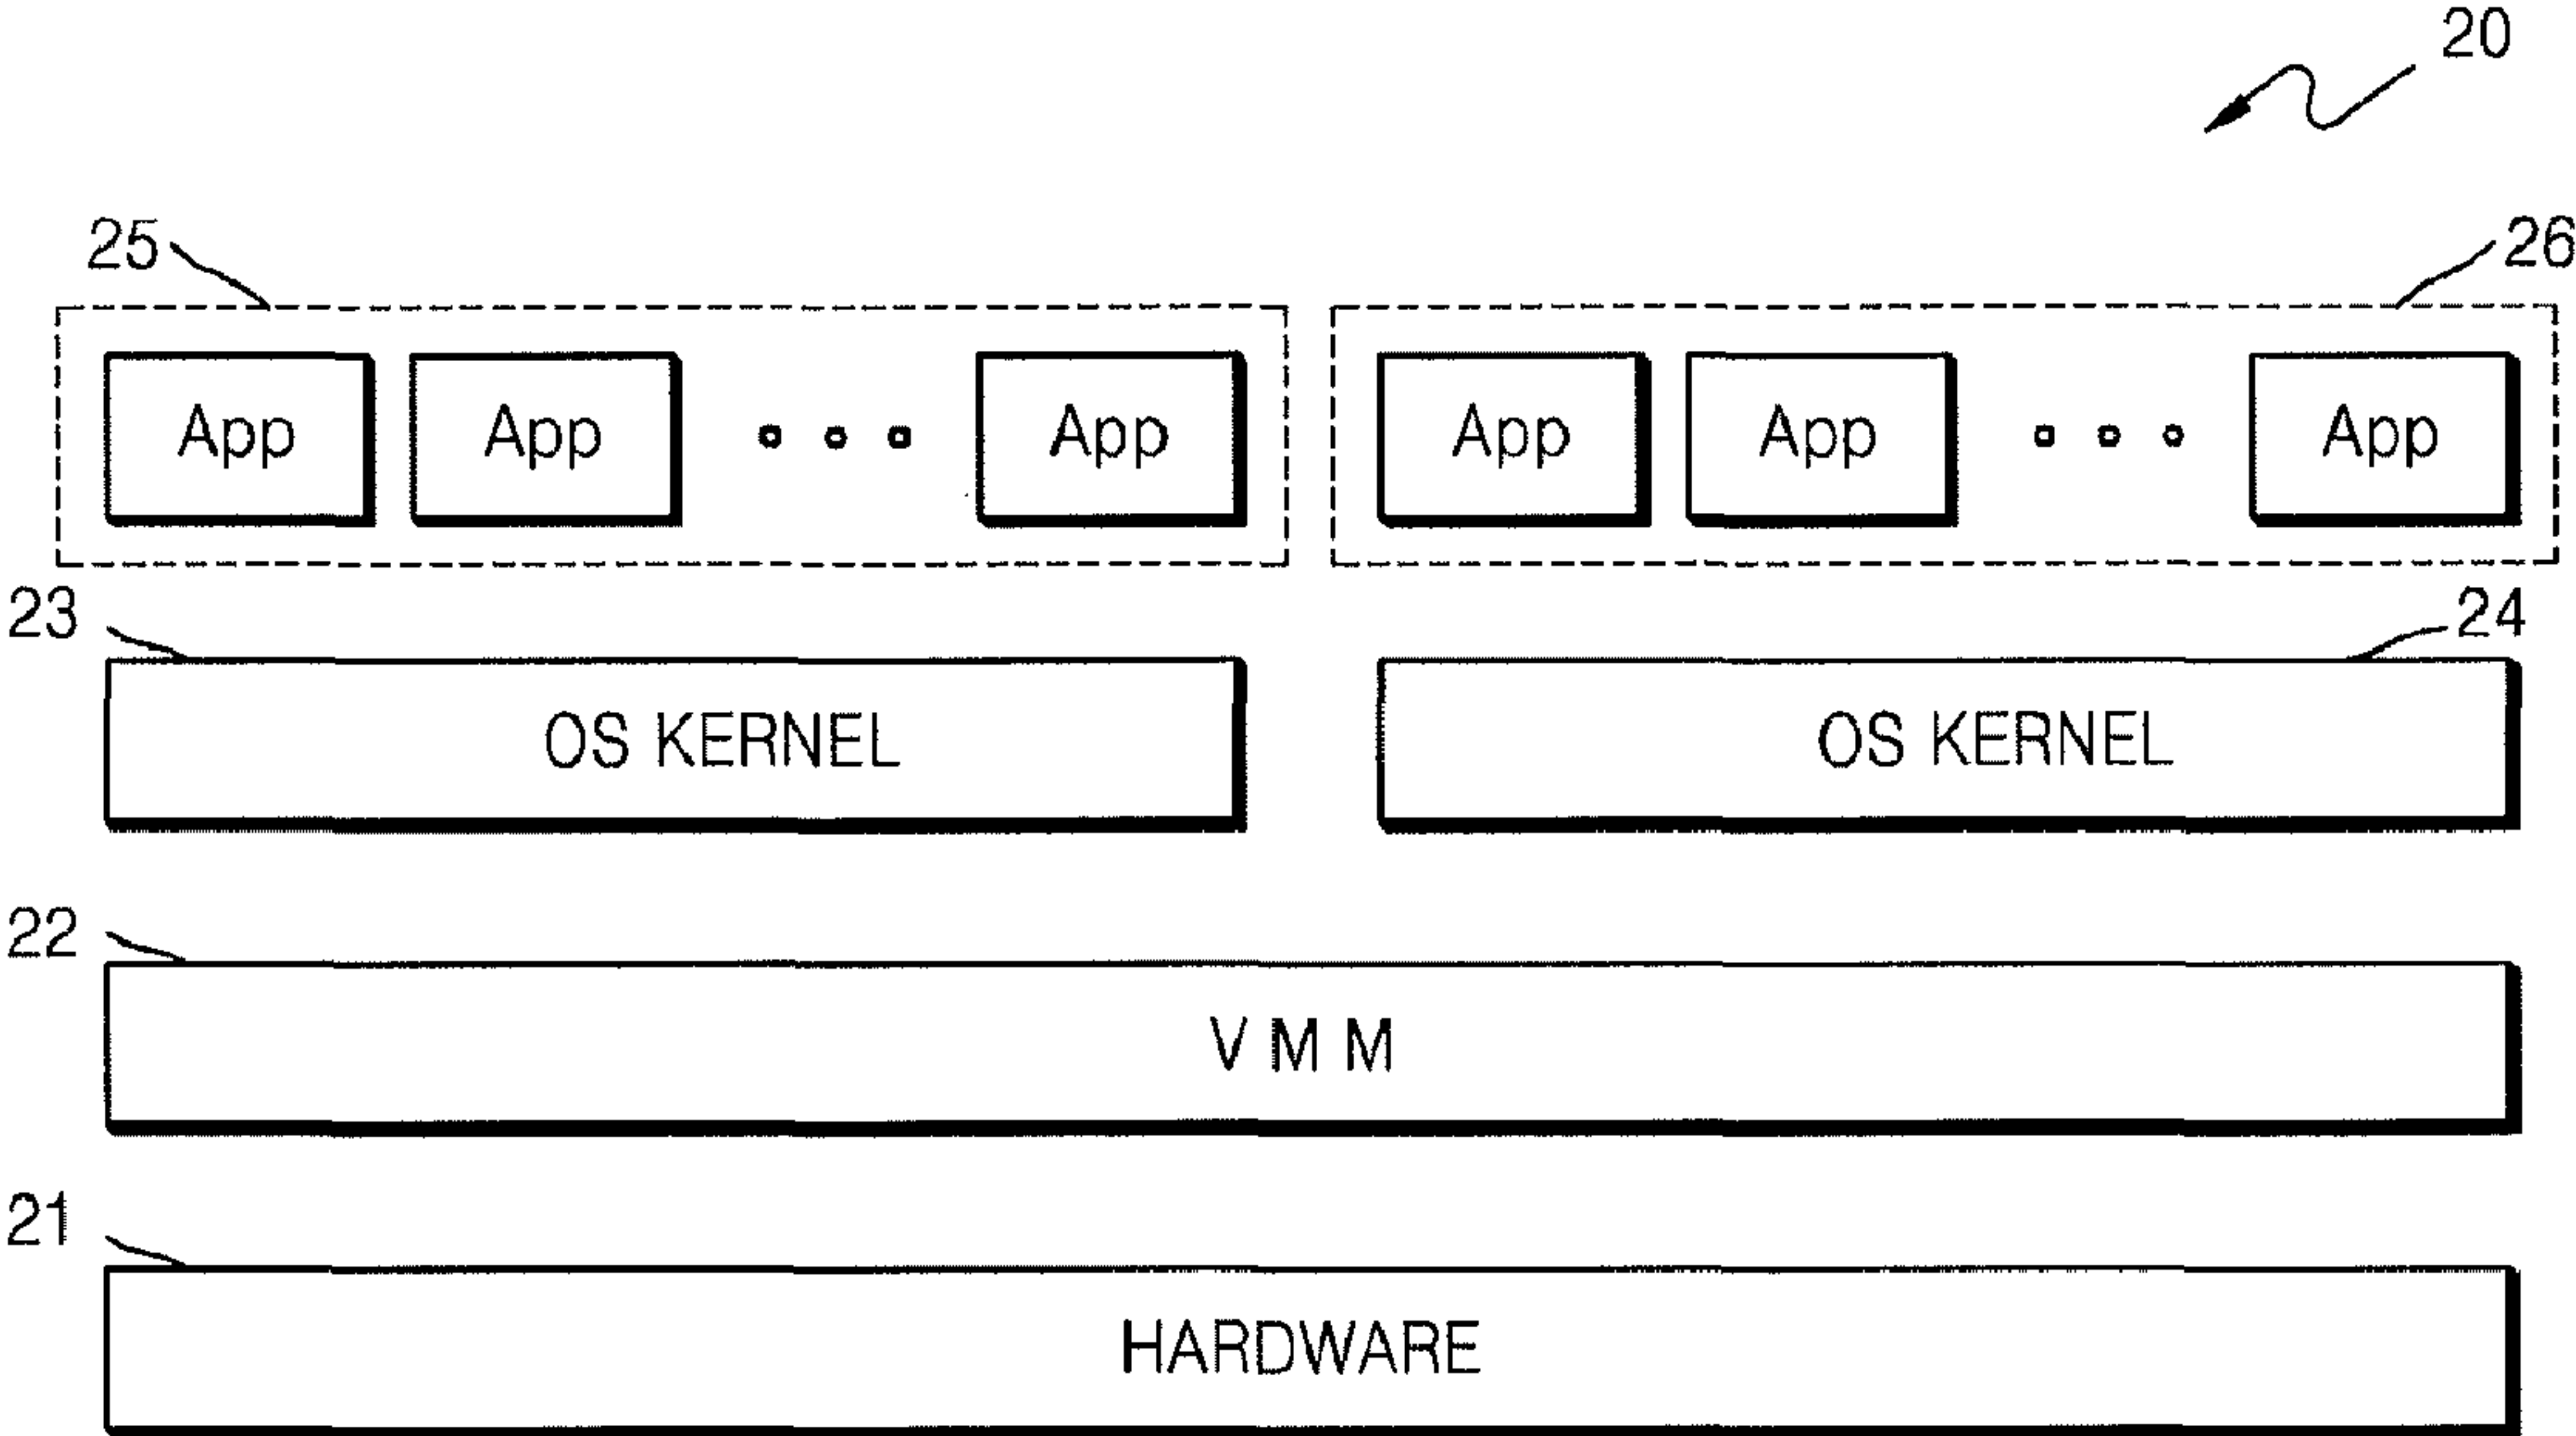 20
25 26
App App App App App App
23 24
OS KERNEL OS KERNEL
22
V M M
21
HARDWARE